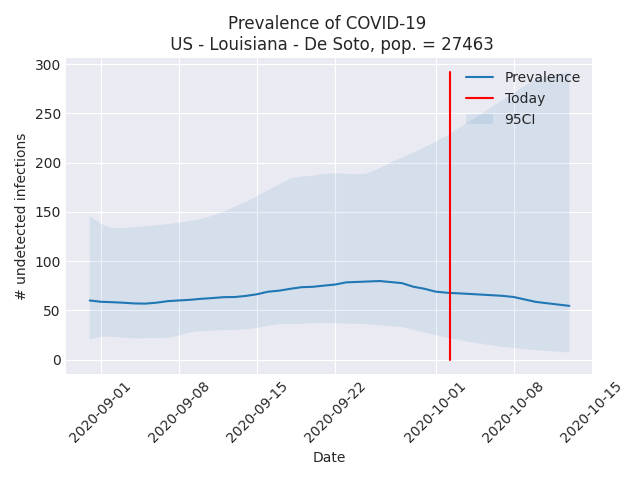 Prevalence of COVID-19
US - Louisiana - De Soto, pop. = 27463
300
250
200
150
100
50
0
# undetected infections
Prevalence
Today
95CI
2020-09-01
2020-09-08
2020-09-15
2020-09-22
2020-10-01
2020-10-08
2020-10-15
Date